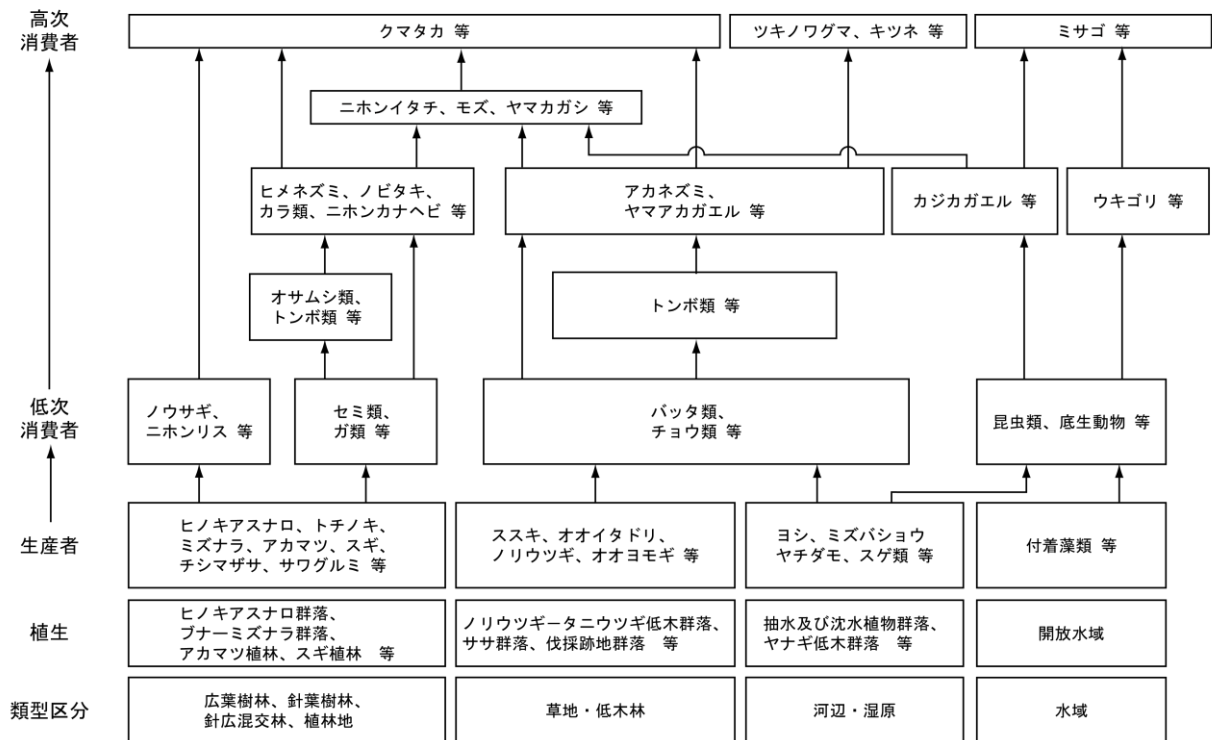 高次
消費者
クマタカ 等
ツキノワグマ、キツネ 等
ミサゴ 等
ニホンイタチ、モズ、ヤマカガシ 等
ヒメネズミ、ノビタキ、
カラ類、ニホンカナヘビ 等
アカネズミ、
ヤマアカガエル 等
カジカガエル 等
ウキゴリ 等
オサムシ類、
トンボ類 等
トンボ類 等
低次
消費者
ノウサギ、
ニホンリス 等
セミ類、
ガ類 等
バッタ類、
チョウ類 等
昆虫類、底生動物 等
生産者
ヒノキアスナロ、トチノキ、
ミズナラ、アカマツ、スギ、
チシマザサ、サワグルミ 等
ススキ、オオイタドリ、
ノリウツギ、オオヨモギ 等
ヨシ、ミズバショウ
ヤチダモ、スゲ類 等
付着藻類 等
植生
ヒノキアスナロ群落、
ブナーミズナラ群落、
アカマツ植林、スギ植林 等
ノリウツギータニウツギ低木群落、
ササ群落、伐採跡地群落 等
抽水及び沈水植物群落、
ヤナギ低木群落 等
開放水域
類型区分
広葉樹林、針葉樹林、
針広混交林、植林地
草地・低木林
河辺・湿原
水域